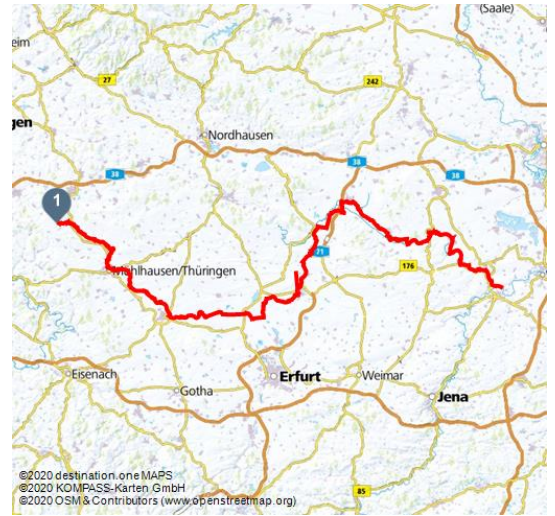 (Saale)
27
38
242
eim
gen
Nordhausen
38
38
38
1
71
Mühlhausen/Thüringen
176
Eisenach
Gotha
Erfurt
Weimar
Jena
85
©2020 destination.one MAPS
©2020 KOMPASS-Karten GmbH
©2020 OSM & Contributors (www.openstreetmap.org)